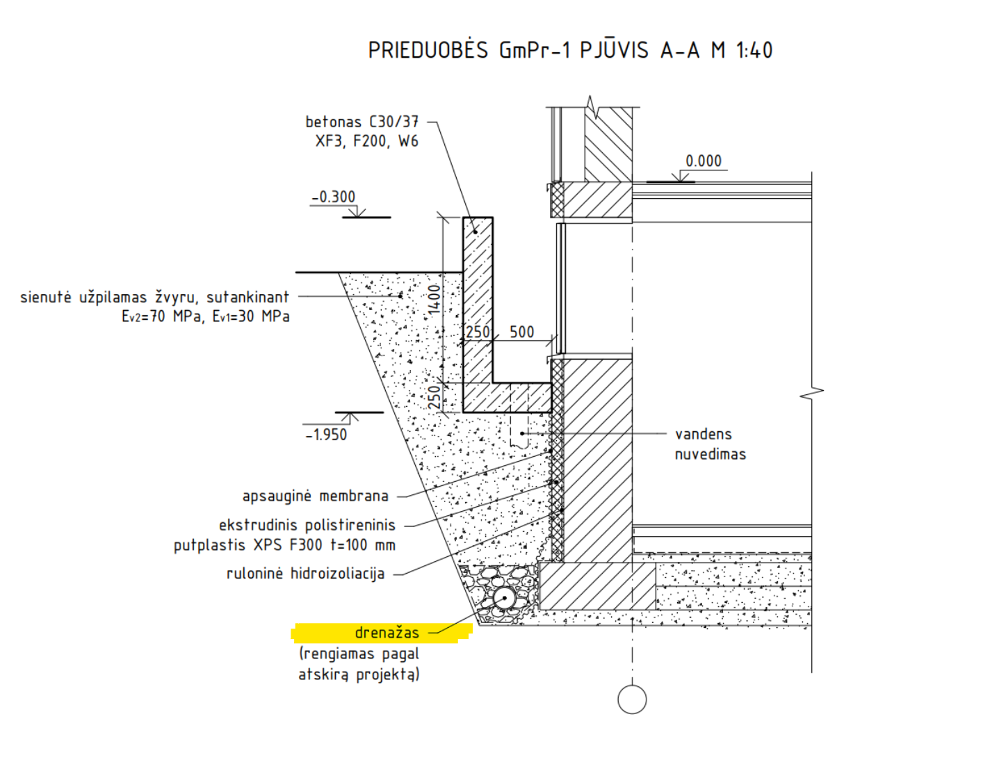 PRIEDUOBĖS GmPr-1 PJŪVIS A-A M 1:40
betonas C30/37
XF3, F200, W6
0.000
-0.300
sienutė užpilamas žvyru, sutankinant
Ev2=70 MPa, Ev1=30 MPa
1400
250
500
250
-1.950
vandens
nuvedimas
apsauginė membrana
ekstrudinis polistireninis
putplastis XPS F300 t=100 mm
ruloninė hidroizoliacija
drenažas
(rengiamas pagal
atskirą projektą)